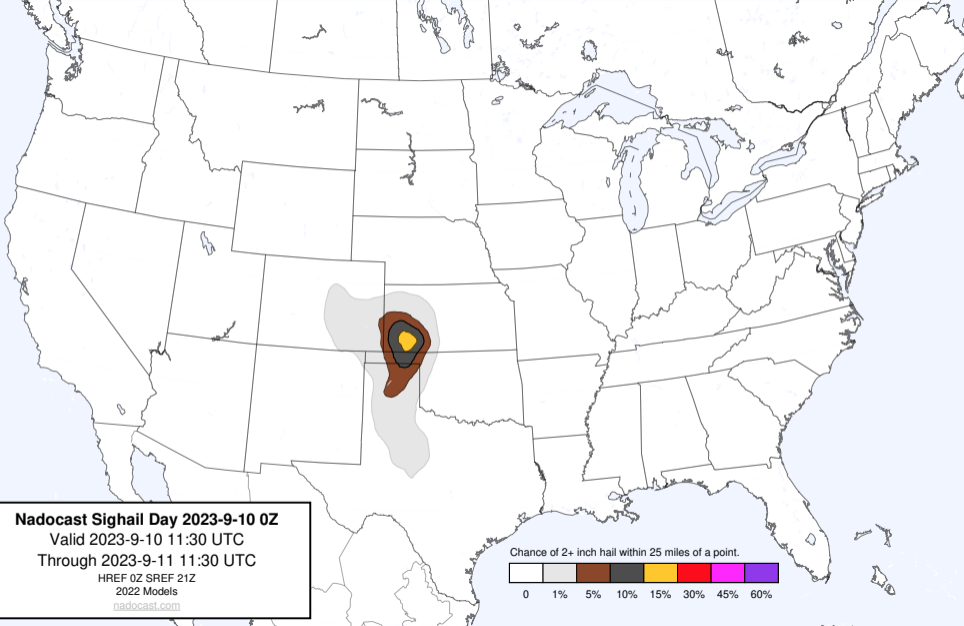 Nadocast Sighail Day 2023-9-10 0Z
Valid 2023-9-10 11:30 UTC
Through 2023-9-11 11:30 UTC
HREF 0Z SREF 21Z
2022 Models
nadocast.com
Chance of 2+ inch hail within 25 miles of a point.
0 1% 5% 10% 15% 30% 45% 60%